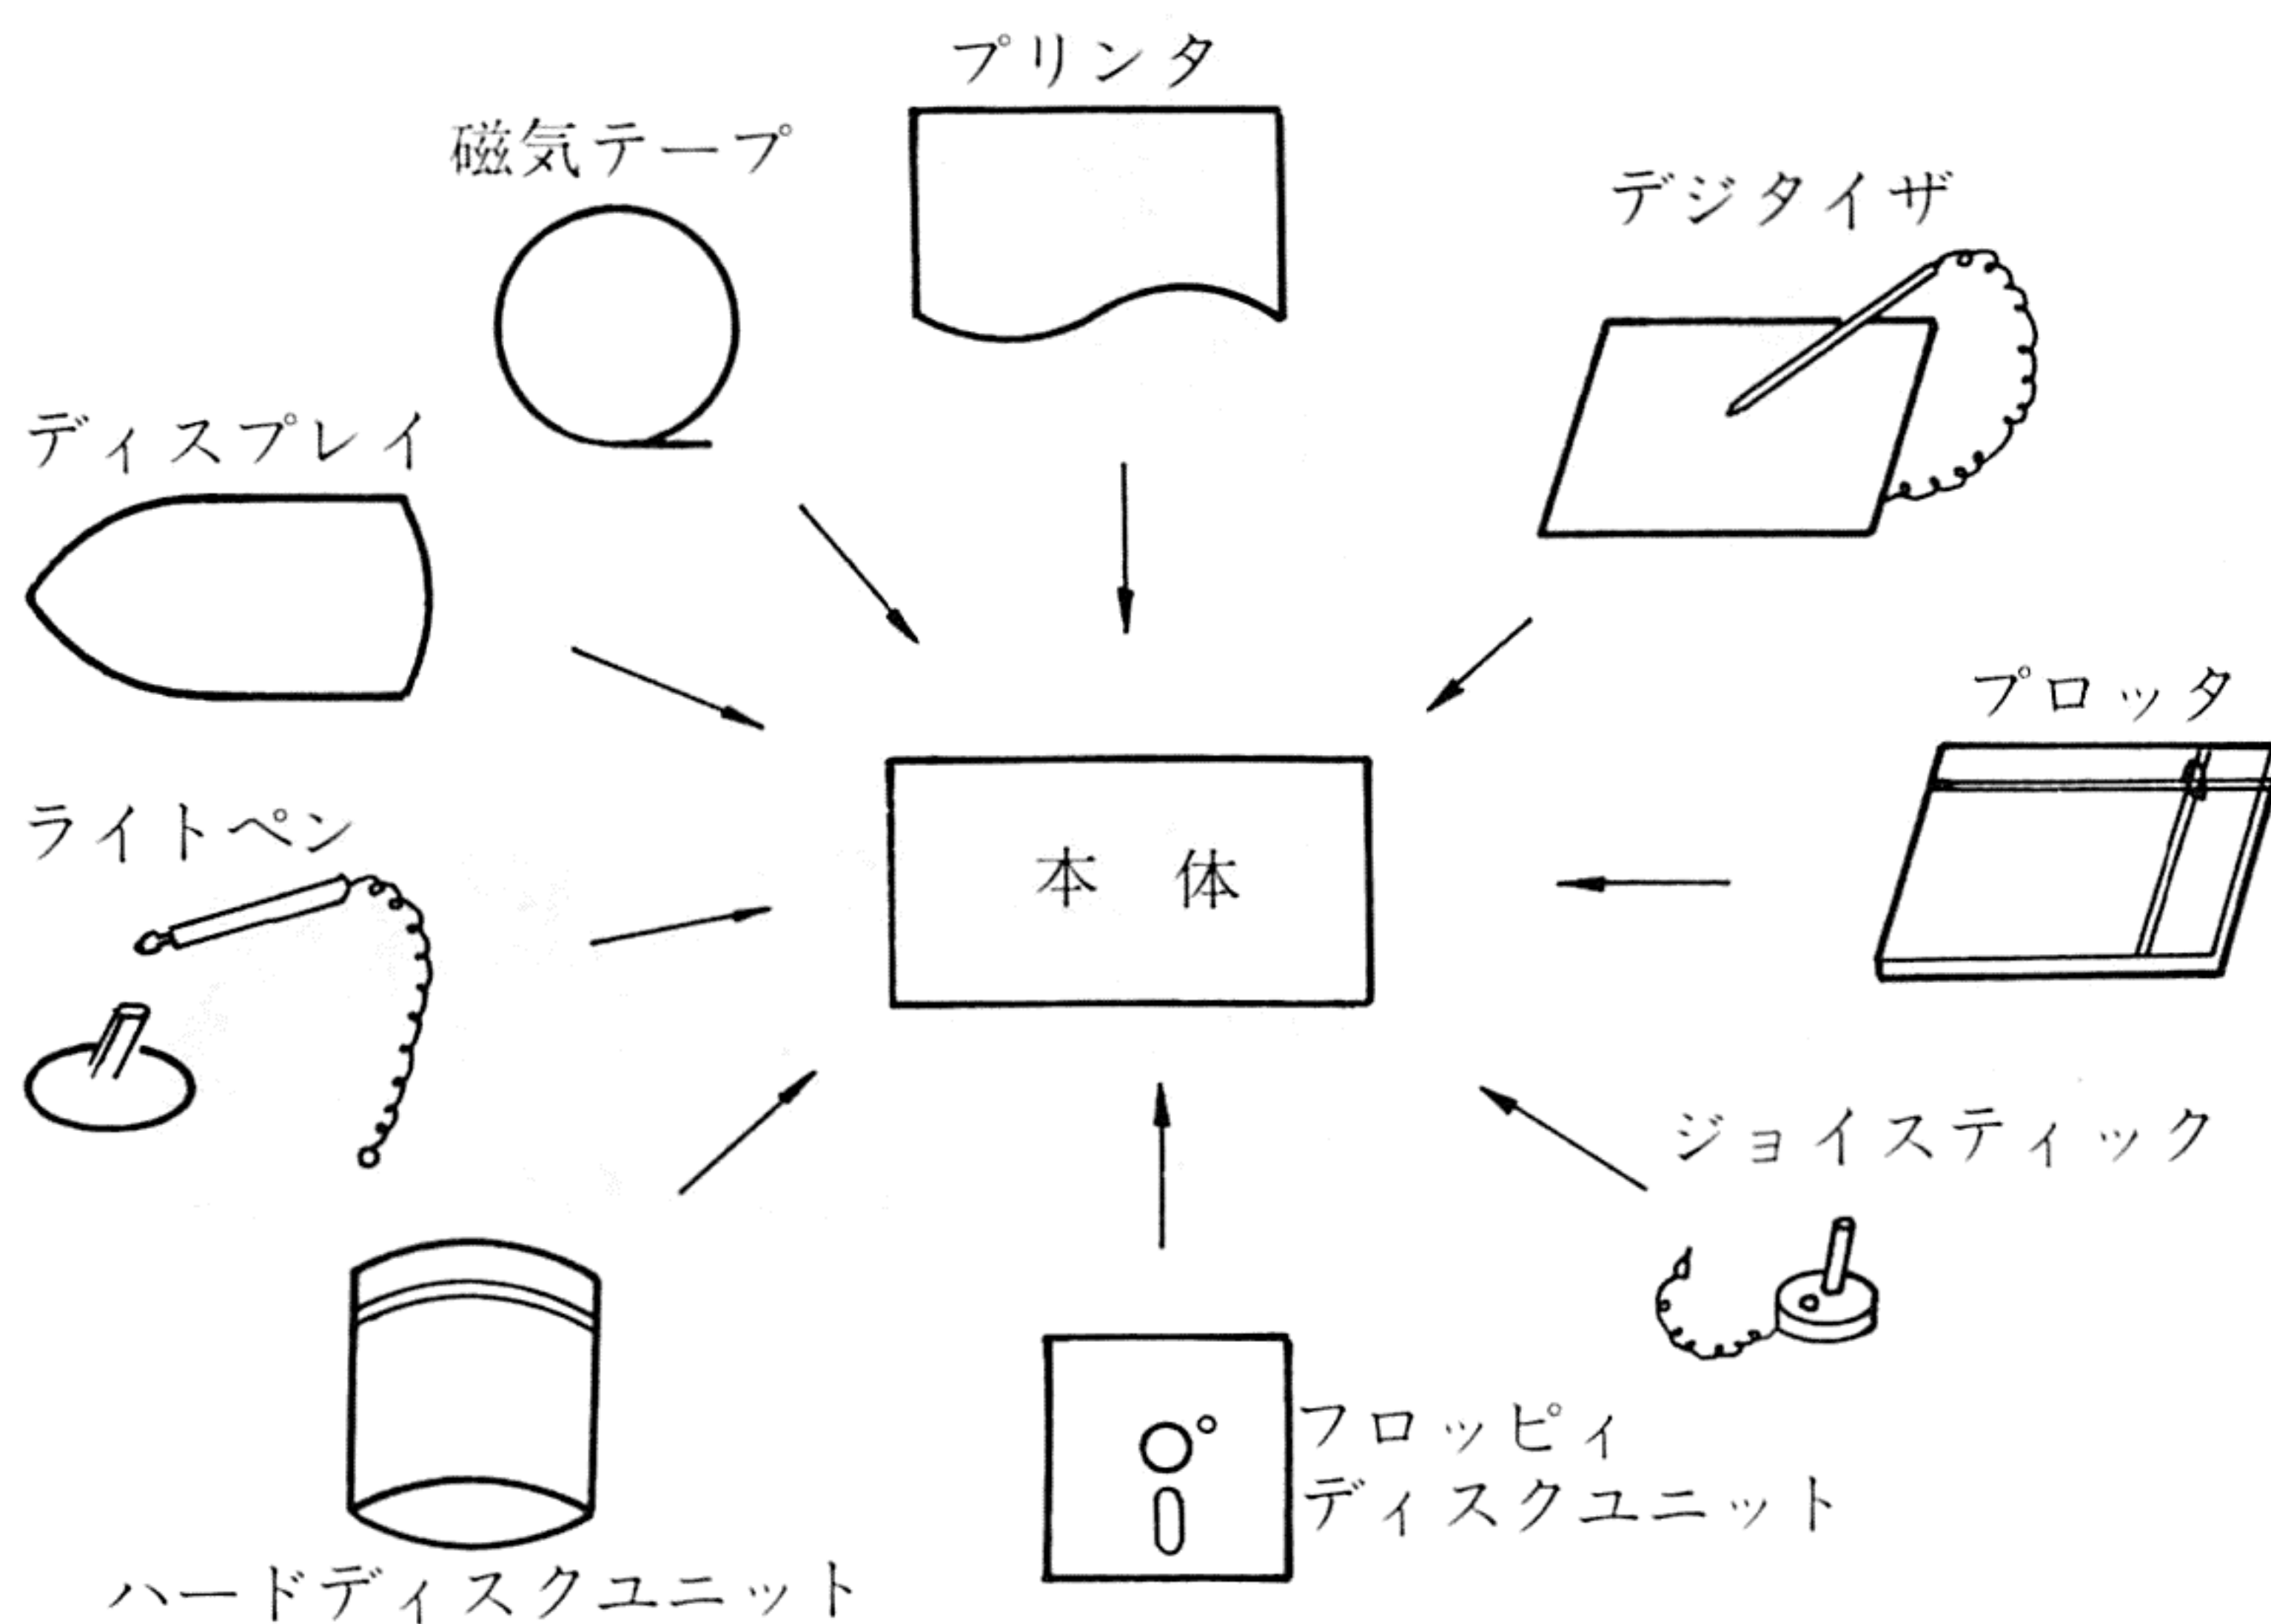 プリンタ
磁気テープ
デジタイザ
ディスプレイ
プロッタ
ライトペン
本 体
ジョイスティック
フロッピィ
ディスクユニット
ハードディスクユニット